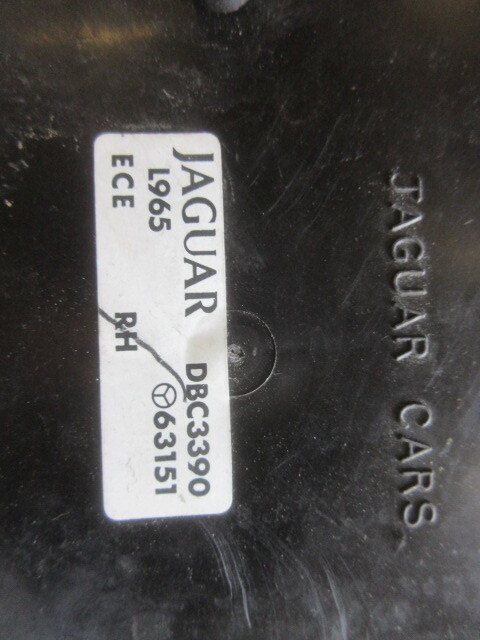 JAGUAR CARS
JAGUAR DBC3390
L965 63151
ECE RH